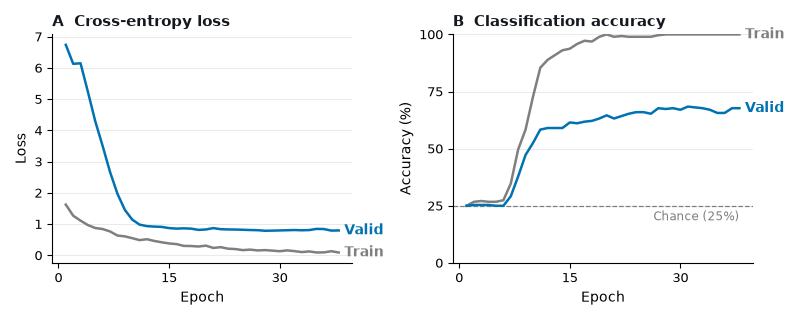 A Cross-entropy loss
7
6
5
4
3
2
1
0
Loss
0 15 30
Epoch
Valid
Train
B Classification accuracy
100
75
50
25
0
Accuracy (%)
0 15 30
Epoch
Train
Valid
Chance (25%)